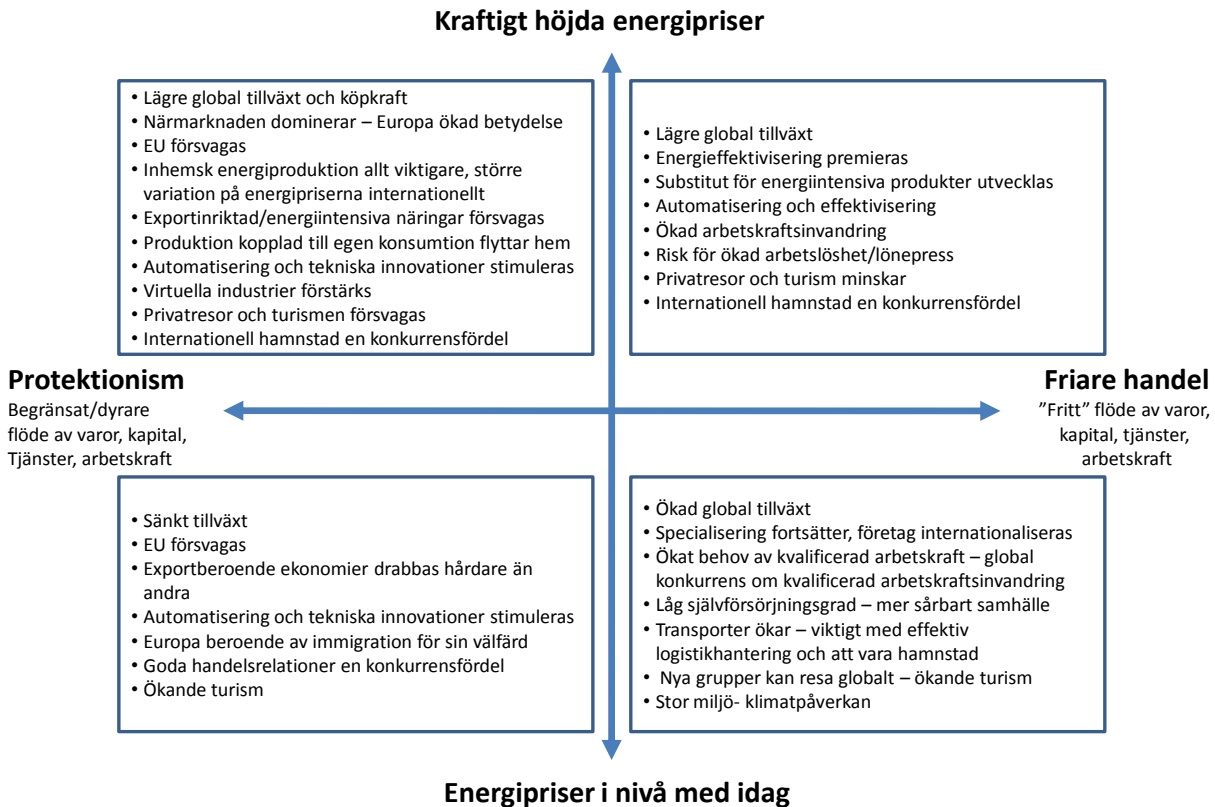 Kraftigt höjda energipriser
• Lägre global tillväxt och köpkraft
• Närmarknaden dominerar – Europa ökad betydelse
• EU försvagas
• Inhemsk energiproduktion allt viktigare, större
variation på energipriserna internationellt
• Exportinriktad/energiintensiva näringar försvagas
• Produktion kopplad till egen konsumtion flyttar hem
• Automatisering och tekniska innovationer stimuleras
• Virtuella industrier förstärks
• Privatresor och turismen försvagas
• Internationell hamnstad en konkurrensfördel
• Lägre global tillväxt
• Energieffektivisering premieras
• Substitut för energiintensiva produkter utvecklas
• Automatisering och effektivisering
• Ökad arbetskraftsinvandring
• Risk för ökad arbetslöshet/lönepress
• Privatresor och turism minskar
• Internationell hamnstad en konkurrensfördel
Protektionism
Begränsat/dyrare
flöde av varor, kapital,
Tjänster, arbetskraft
Friare handel
”Fritt” flöde av varor,
kapital, tjänster,
arbetskraft
• Sänkt tillväxt
• EU försvagas
• Exportberoende ekonomier drabbas hårdare än
andra
• Automatisering och tekniska innovationer stimuleras
• Europa beroende av immigration för sin välfärd
• Goda handelsrelationer en konkurrensfördel
• Ökande turism
• Ökad global tillväxt
• Specialisering fortsätter, företag internationaliseras
• Ökat behov av kvalificerad arbetskraft – global
konkurrens om kvalificerad arbetskraftsinvandring
• Låg självförsörjningsgrad – mer sårbart samhälle
• Transporter ökar – viktigt med effektiv
logistikhantering och att vara hamnstad
• Nya grupper kan resa globalt – ökande turism
• Stor miljö- klimatpåverkan
Energipriser i nivå med idag